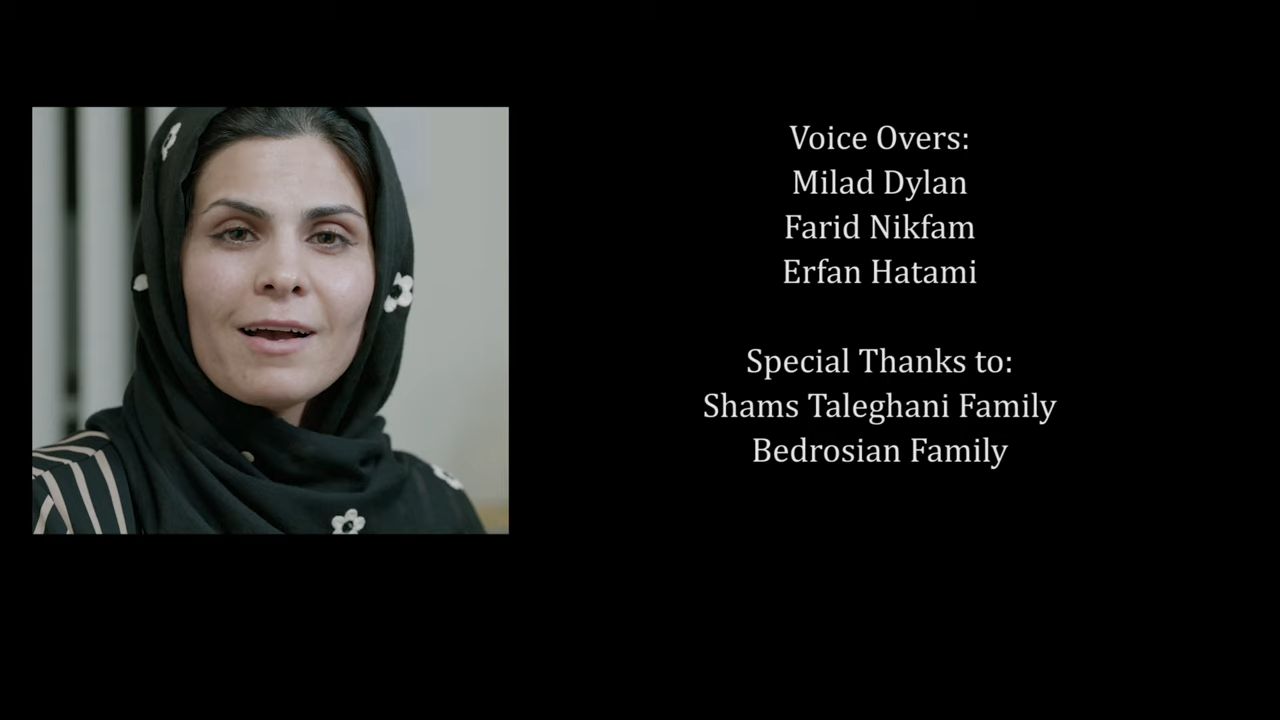 Voice Overs:
Milad Dylan
Farid Nikfam
Erfan Hatami
Special Thanks to:
Shams Taleghani Family
Bedrosian Family